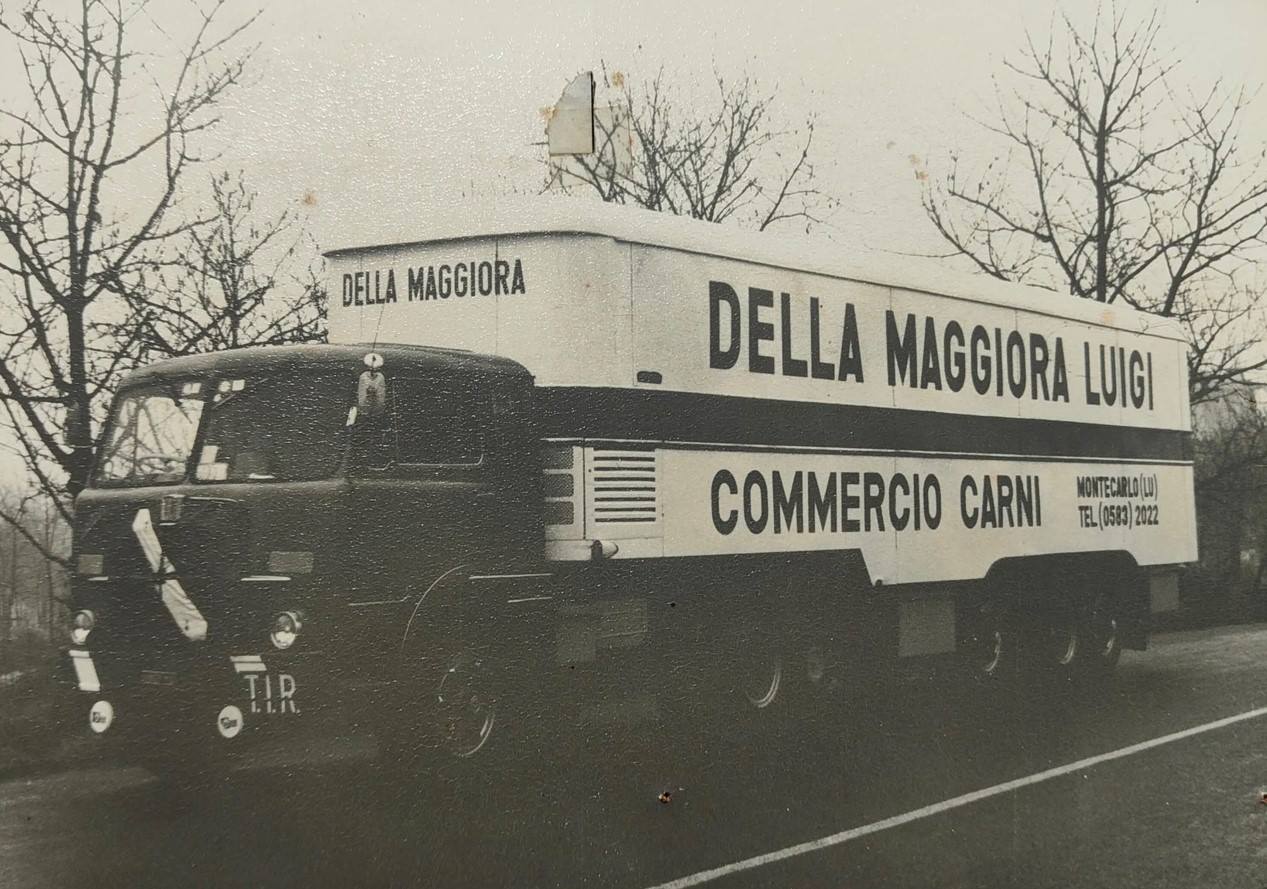 DELLA MAGGIORA
DELLA MAGGIORA LUIGI
COMMERCIO CARNI
MONTECARLO (LU)
TEL (0583) 2022
T.I.R.